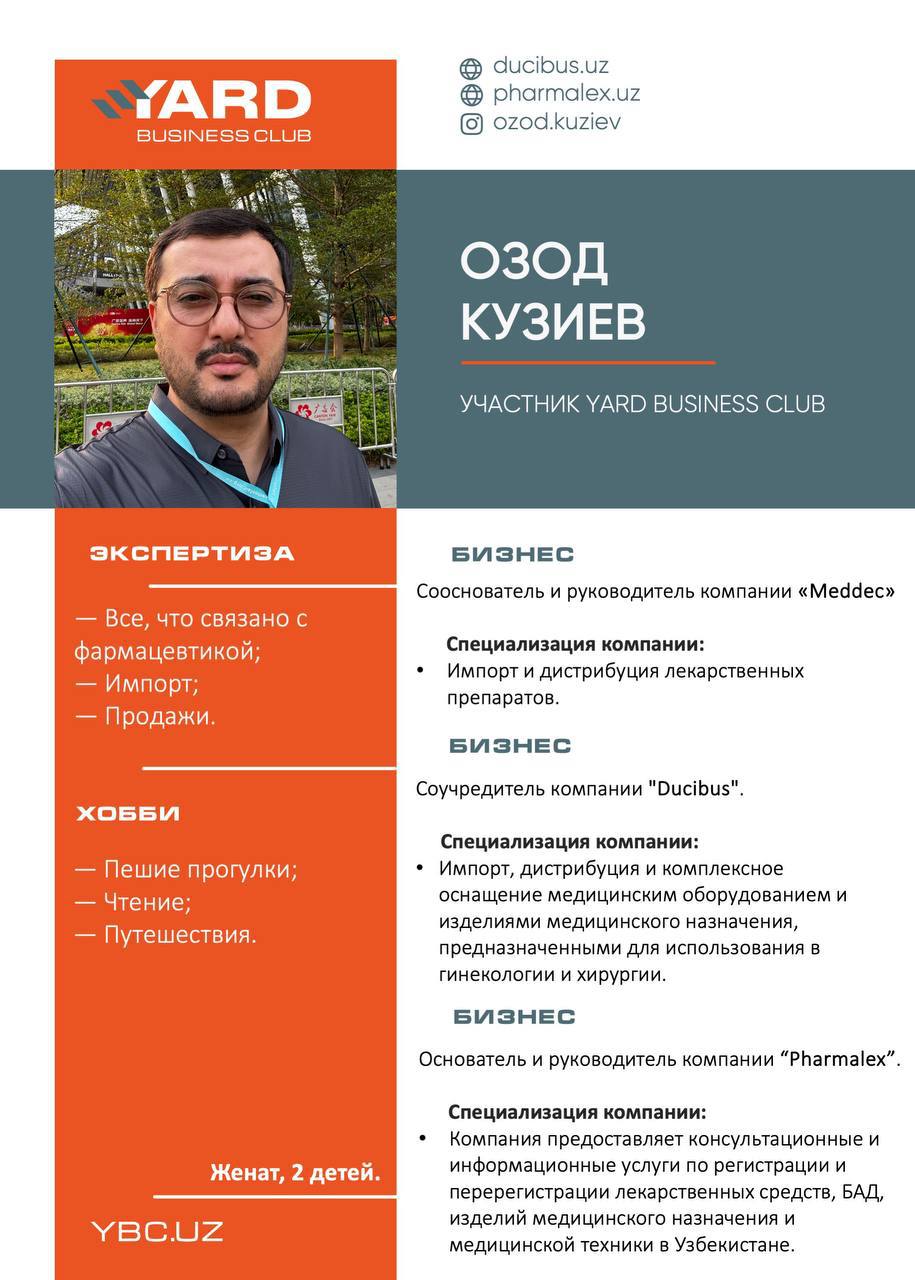 YARD
BUSINESS CLUB
ducibus.uz
pharmalex.uz
ozod.kuziev
ОЗОД
КУЗИЕВ
УЧАСТНИК YARD BUSINESS CLUB
ЭКСПЕРТИЗА
— Все, что связано с
фармацевтикой;
— Импорт;
— Продажи.
ХОББИ
— Пешие прогулки;
— Чтение;
— Путешествия.
Женат, 2 детей.
YBC.UZ
БИЗНЕС
Сооснователь и руководитель компании «Meddec»
Специализация компании:
• Импорт и дистрибуция лекарственных
препаратов.
БИЗНЕС
Соучредитель компании "Ducibus".
Специализация компании:
• Импорт, дистрибуция и комплексное
оснащение медицинским оборудованием и
изделиями медицинского назначения,
предназначенными для использования в
гинекологии и хирургии.
БИЗНЕС
Основатель и руководитель компании “Pharmalex”.
Специализация компании:
• Компания предоставляет консультационные и
информационные услуги по регистрации и
перерегистрации лекарственных средств, БАД,
изделий медицинского назначения и
медицинской техники в Узбекистане.